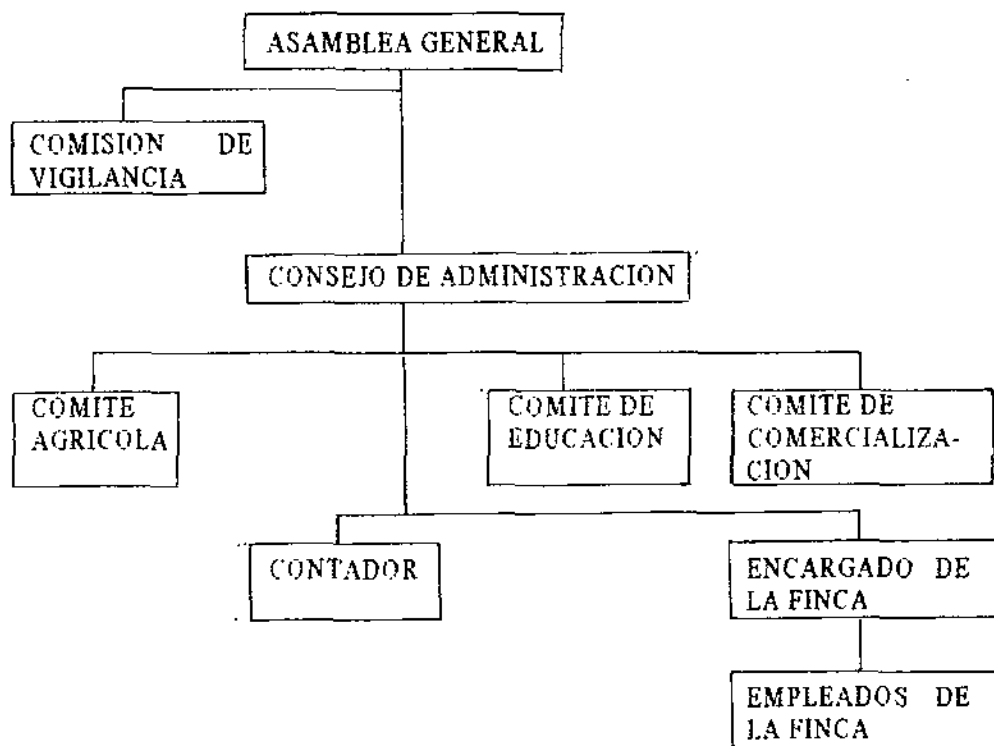 ASAMBLEA GENERAL
COMISION DE
VIGILANCIA
CONSEJO DE ADMINISTRACION
COMITE
AGRICOLA
COMITE DE
EDUCACION
COMITE DE
COMERCIALIZA-
CION
CONTADOR
ENCARGADO DE
LA FINCA
EMPLEADOS DE
LA FINCA